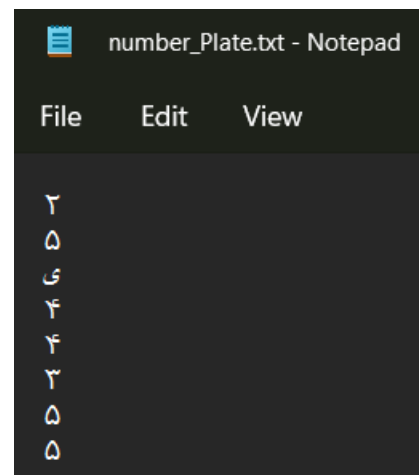 number_Plate.txt - Notepad
File Edit View
۲
۵
ی
۴
۴
۳
۵
۵